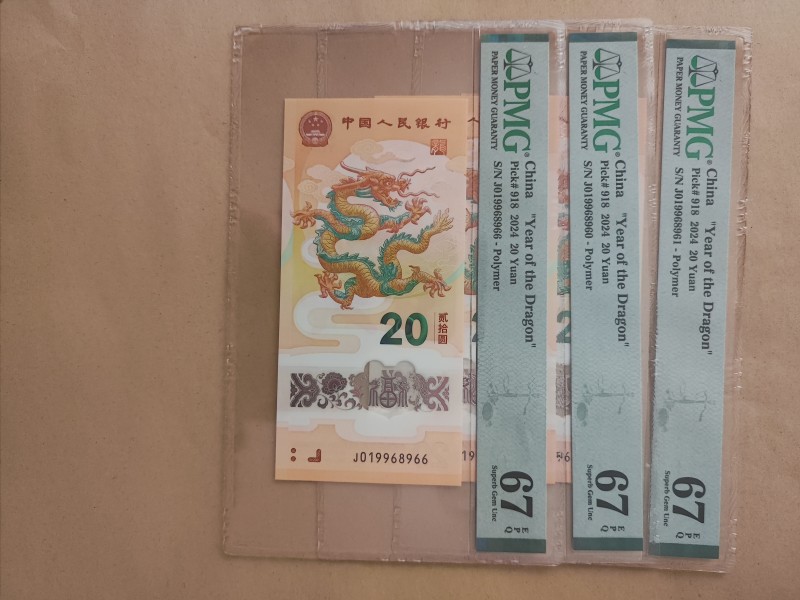 中国人民银行
20
贰拾圆
J019968966
PMG
PAPER MONEY GUARANTY
China "Year of the Dragon"
Pick# 918 2024 20 Yuan
S/N J019968966 - Polymer
67
EPQ
Superb Gem Unc
PMG
PAPER MONEY GUARANTY
China "Year of the Dragon"
Pick# 918 2024 20 Yuan
S/N J019968960 - Polymer
67
EPQ
Superb Gem Unc
PMG
PAPER MONEY GUARANTY
China "Year of the Dragon"
Pick# 918 2024 20 Yuan
S/N J019968961 - Polymer
67
EPQ
Superb Gem Unc